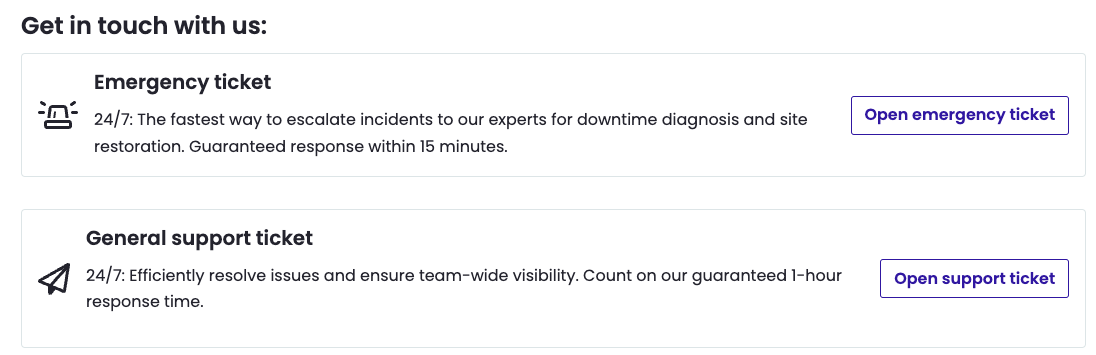 Get in touch with us:
Emergency ticket
24/7: The fastest way to escalate incidents to our experts for downtime diagnosis and site
restoration. Guaranteed response within 15 minutes.
Open emergency ticket
General support ticket
24/7: Efficiently resolve issues and ensure team-wide visibility. Count on our guaranteed 1-hour
response time.
Open support ticket